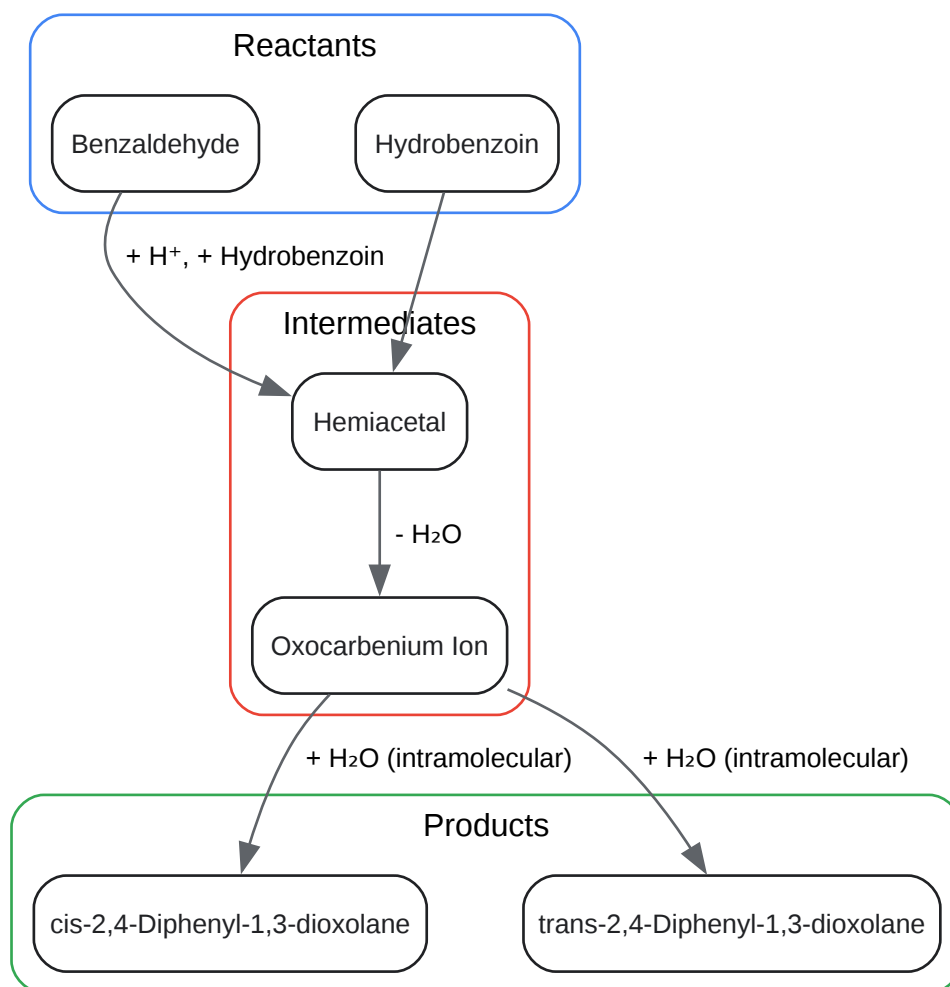 Reactants
Benzaldehyde
Hydrobenzoin
+ H⁺, + Hydrobenzoin
Intermediates
Hemiacetal
- H₂O
Oxocarbenium Ion
+ H₂O (intramolecular)
+ H₂O (intramolecular)
Products
cis-2,4-Diphenyl-1,3-dioxolane
trans-2,4-Diphenyl-1,3-dioxolane